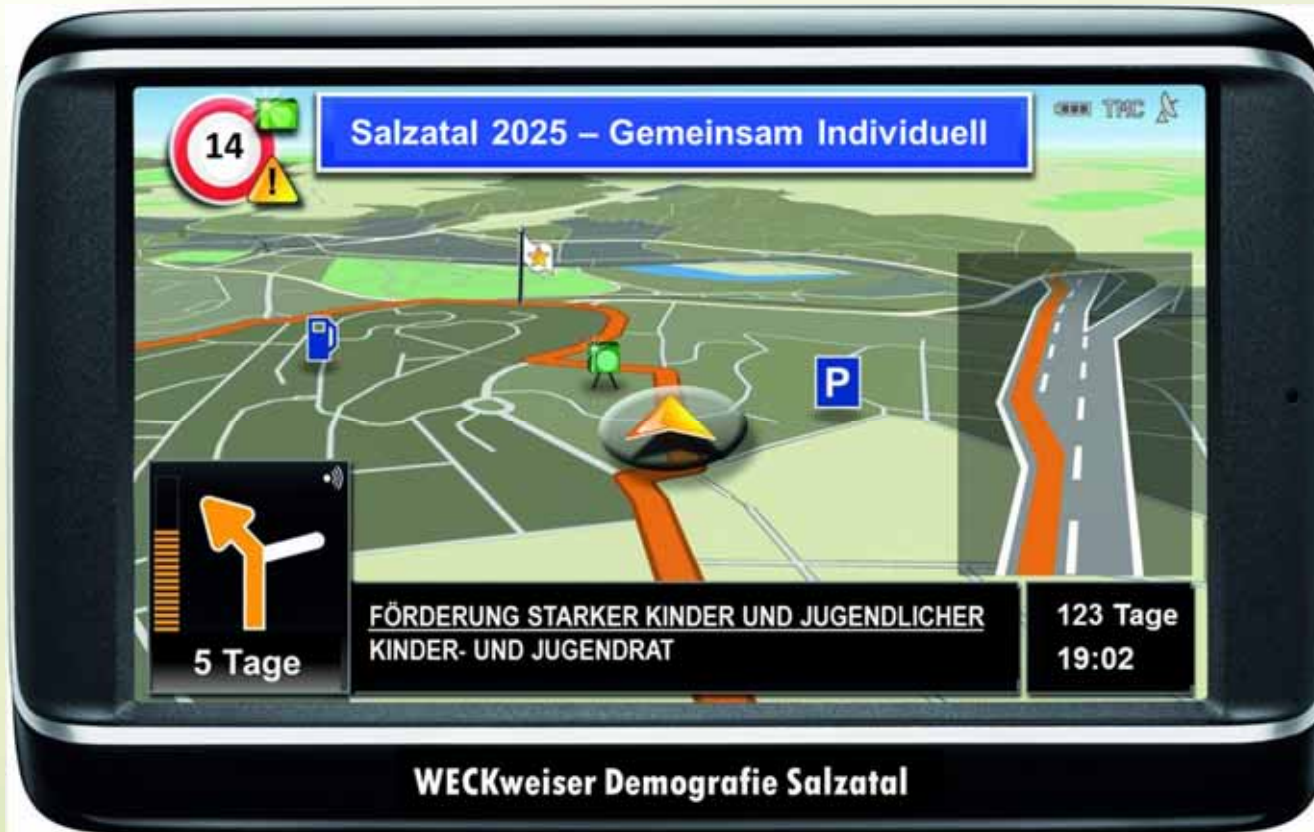 14
Salzatal 2025 – Gemeinsam Individuell
TMC
!
P
5 Tage
FÖRDERUNG STARKER KINDER UND JUGENDLICHER
KINDER- UND JUGENDRAT
123 Tage
19:02
WECKweiser Demografie Salzatal